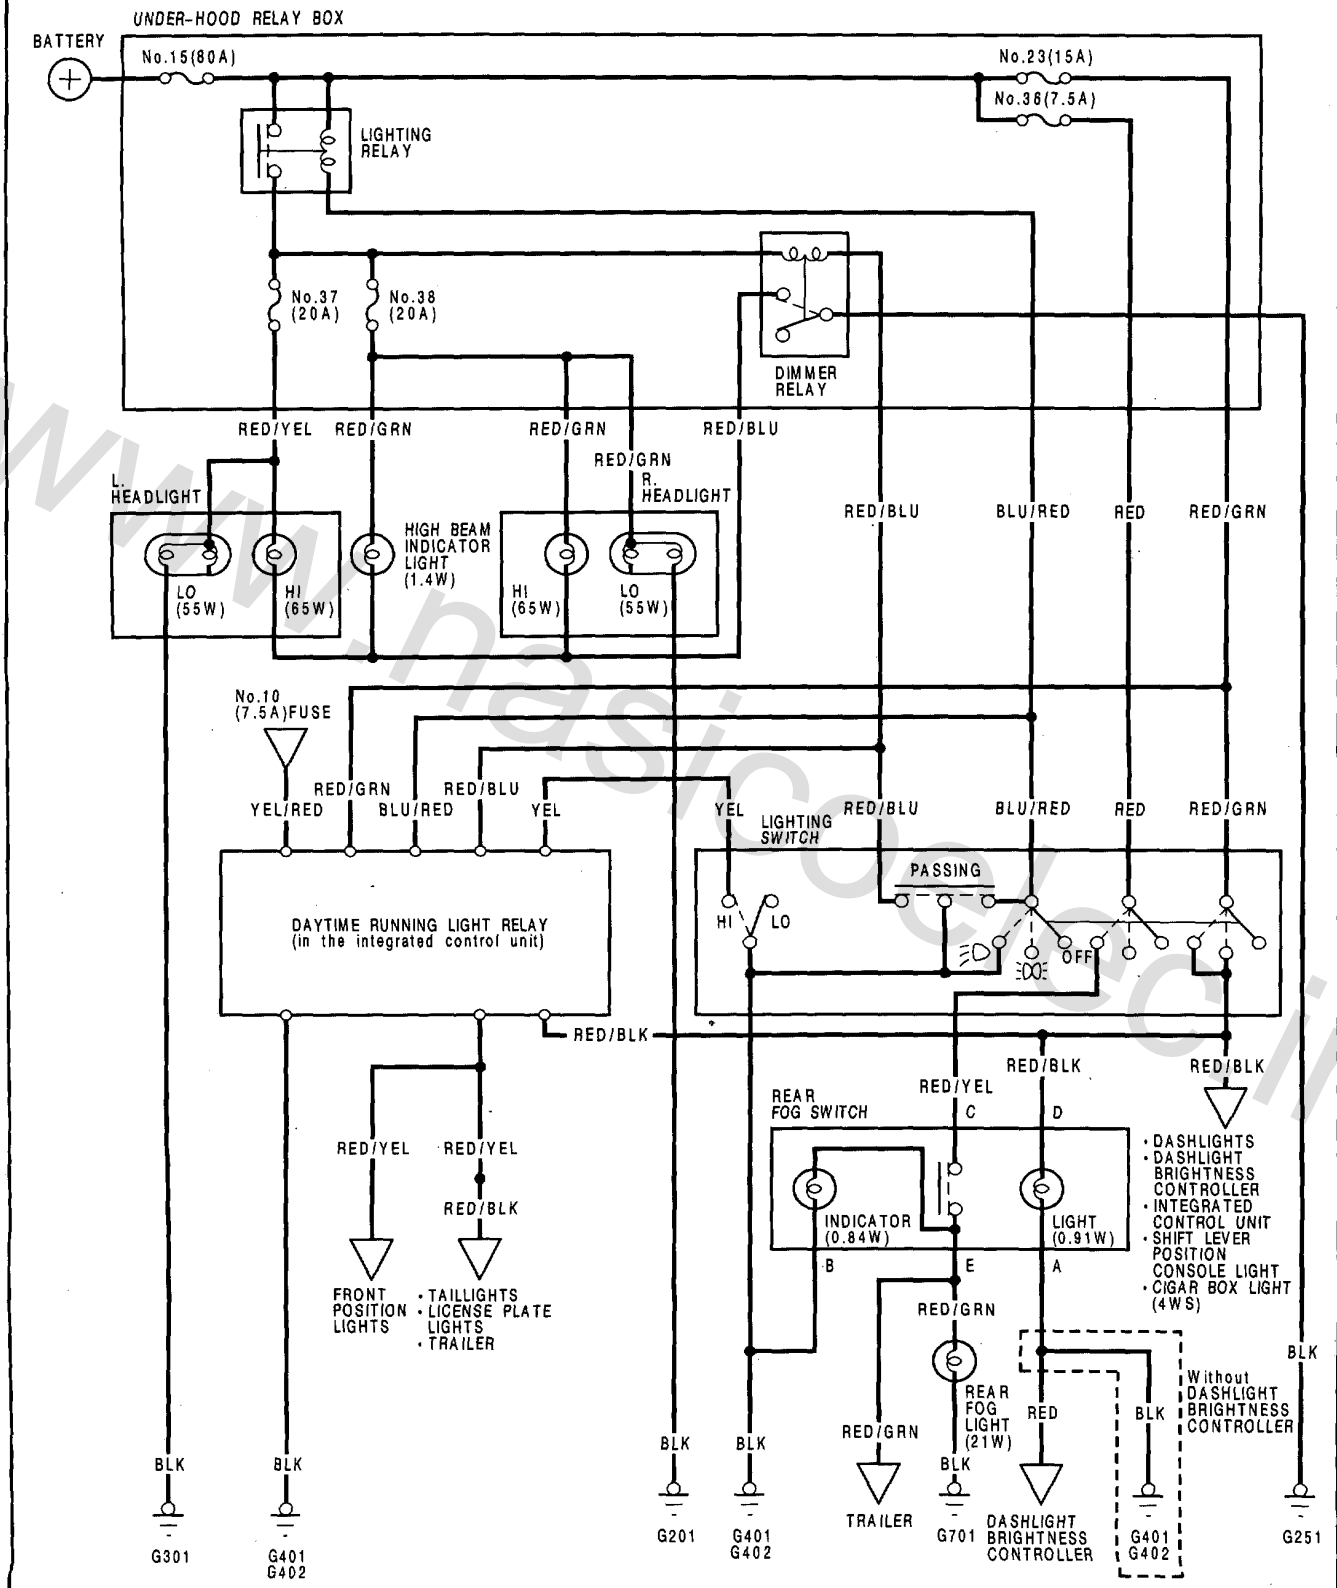 UNDER-HOOD RELAY BOX
BATTERY
No.15(80A)
No.23(15A)
No.36(7.5A)
LIGHTING
RELAY
No.37
(20A)
No.38
(20A)
DIMMER
RELAY
RED/YEL
RED/GRN
RED/GRN
RED/BLU
RED/GRN
L.
HEADLIGHT
R.
HEADLIGHT
RED/BLU
BLU/RED
RED
RED/GRN
HIGH BEAM
INDICATOR
LIGHT
(1.4W)
LO
(55W)
HI
(65W)
HI
(65W)
LO
(55W)
No.10
(7.5A)FUSE
YEL/RED
RED/GRN
BLU/RED
RED/BLU
YEL
YEL
RED/BLU
BLU/RED
RED
RED/GRN
LIGHTING
SWITCH
PASSING
HI
LO
OFF
DAYTIME RUNNING LIGHT RELAY
(in the integrated control unit)
RED/BLK
RED/BLK
RED/BLK
RED/YEL
REAR
FOG SWITCH
C
D
RED/YEL
RED/YEL
RED/BLK
INDICATOR
(0.84W)
LIGHT
(0.91W)
B
E
A
• DASHLIGHTS
• DASHLIGHT
BRIGHTNESS
CONTROLLER
• INTEGRATED
CONTROL UNIT
• SHIFT LEVER
POSITION
CONSOLE LIGHT
• CIGAR BOX LIGHT
(4WS)
FRONT
POSITION
LIGHTS
• TAILLIGHTS
• LICENSE PLATE
LIGHTS
• TRAILER
RED/GRN
BLK
Without
DASHLIGHT
BRIGHTNESS
CONTROLLER
REAR
FOG
LIGHT
(21W)
RED/GRN
RED
BLK
BLK
BLK
BLK
BLK
BLK
TRAILER
DASHLIGHT
BRIGHTNESS
CONTROLLER
G301
G401
G402
G201
G401
G402
G701
G401
G402
G251
www.nasicoelec.ir